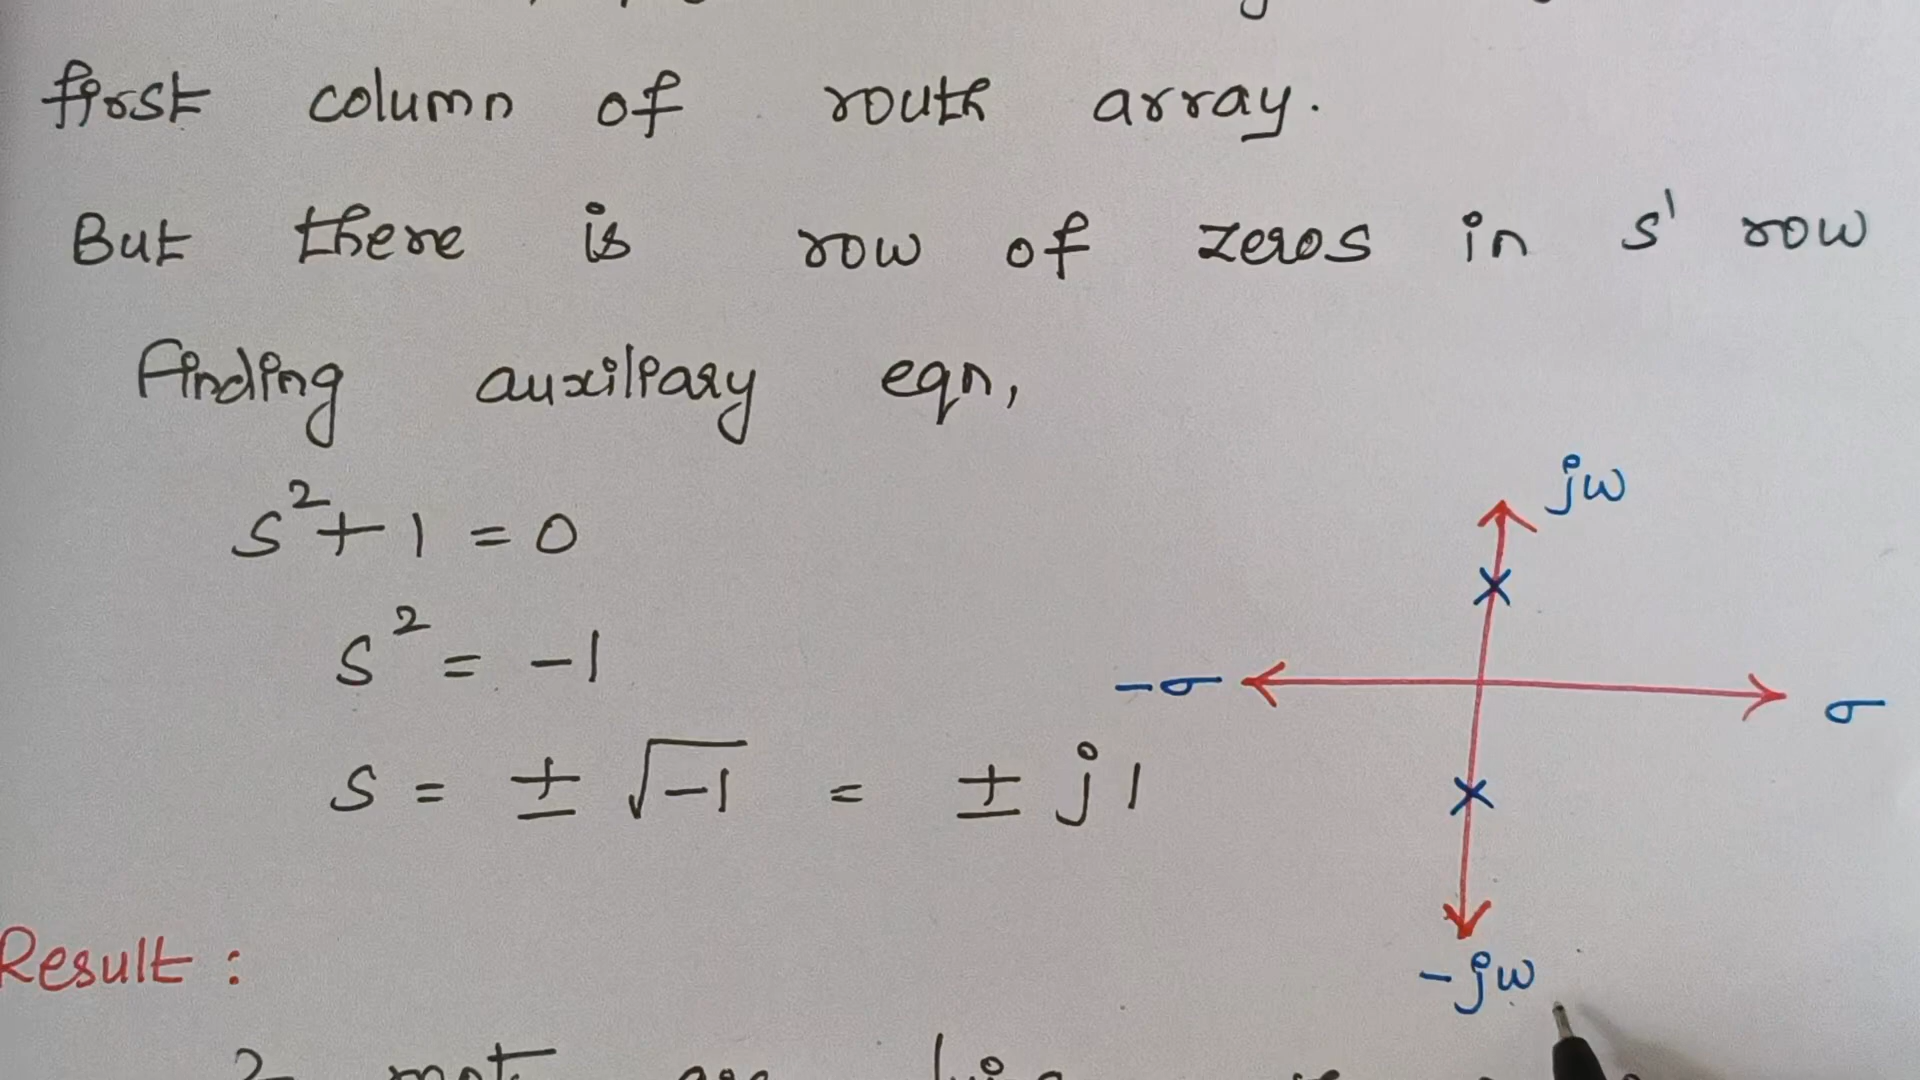 first column of routh array.
But there is row of zeros in s¹ row
Finding auxiliary eqn,
s² + 1 = 0
s² = -1
s = ± √-1 = ± j1
jω
-σ
σ
-jω
Result :